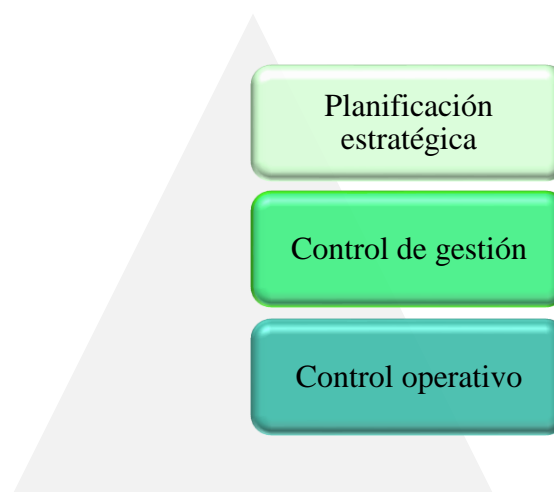 Planificación
estratégica
Control de gestión
Control operativo